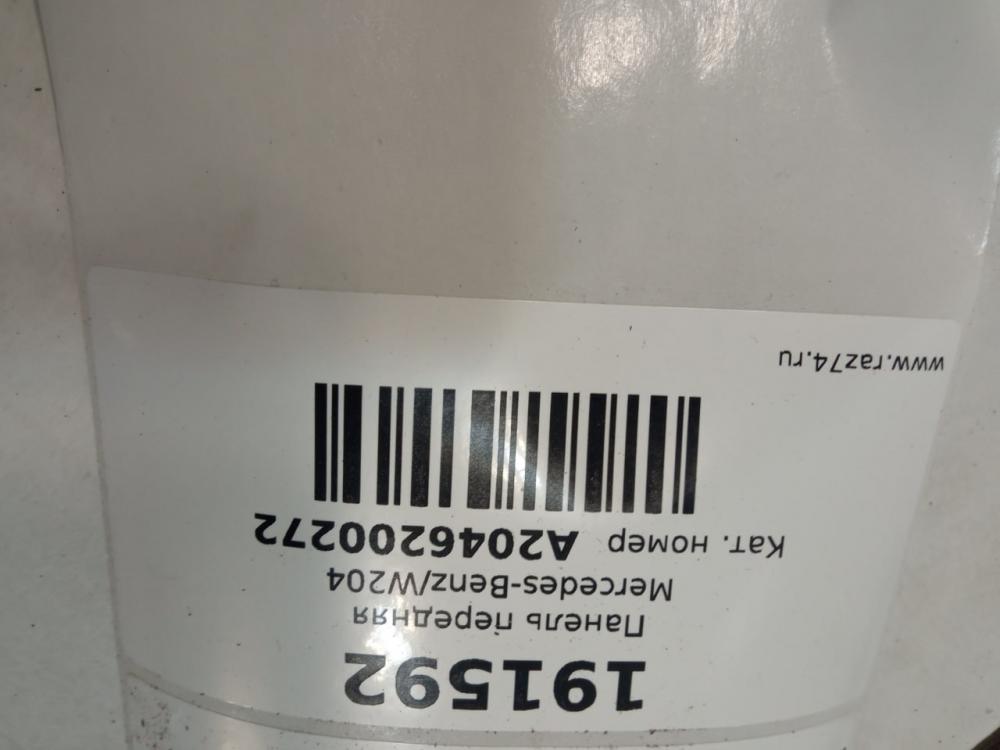 191592
Панель передняя
Mercedes-Benz/W204
Кат. номер A2046200272
www.raz74.ru